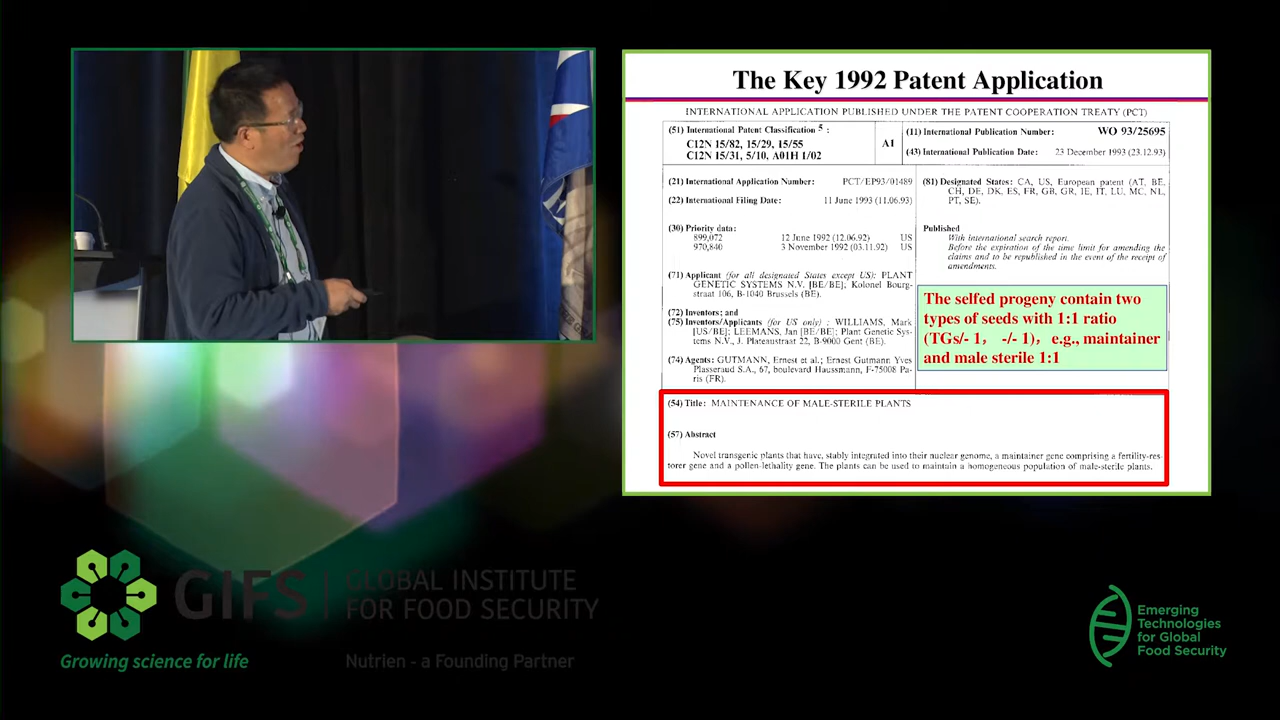 The Key 1992 Patent Application
INTERNATIONAL APPLICATION PUBLISHED UNDER THE PATENT COOPERATION TREATY (PCT)
(51) International Patent Classification 5 :
C12N 15/82, 15/29, 15/55
C12N 15/31, 5/10, A01H 1/02
A1
(11) International Publication Number: WO 93/25695
(43) International Publication Date: 23 December 1993 (23.12.93)
(21) International Application Number: PCT/EP93/01489
(22) International Filing Date: 11 June 1993 (11.06.93)
(30) Priority data:
899,072 12 June 1992 (12.06.92) US
970,840 3 November 1992 (03.11.92) US
(71) Applicant (for all designated States except US): PLANT
GENETIC SYSTEMS N.V. [BE/BE]; Kolonel Bourg-
straat 106, B-1040 Brussels (BE).
(72) Inventors; and
(75) Inventors/Applicants (for US only) : WILLIAMS, Mark
[US/BE]; LEEMANS, Jan [BE/BE]; Plant Genetic Sys-
tems N.V., J. Plateaustraat 22, B-9000 Gent (BE).
(74) Agents: GUTMANN, Ernest et al.; Ernest Gutmann Yves
Plasseraud S.A., 67, boulevard Haussmann, F-75008 Pa-
ris (FR).
(81) Designated States: CA, US, European patent (AT, BE,
CH, DE, DK, ES, FR, GB, GR, IE, IT, LU, MC, NL,
PT, SE).
Published
With international search report.
Before the expiration of the time limit for amending the
claims and to be republished in the event of the receipt of
amendments.
The selfed progeny contain two
types of seeds with 1:1 ratio
(TGs/- 1, -/- 1), e.g., maintainer
and male sterile 1:1
(54) Title: MAINTENANCE OF MALE-STERILE PLANTS
(57) Abstract
Novel transgenic plants that have, stably integrated into their nuclear genome, a maintainer gene comprising a fertility-res-
torer gene and a pollen-lethality gene. The plants can be used to maintain a homogeneous population of male-sterile plants.
GIFS
GLOBAL INSTITUTE
FOR FOOD SECURITY
Growing science for life
Nutrien - a Founding Partner
Emerging
Technologies
for Global
Food Security